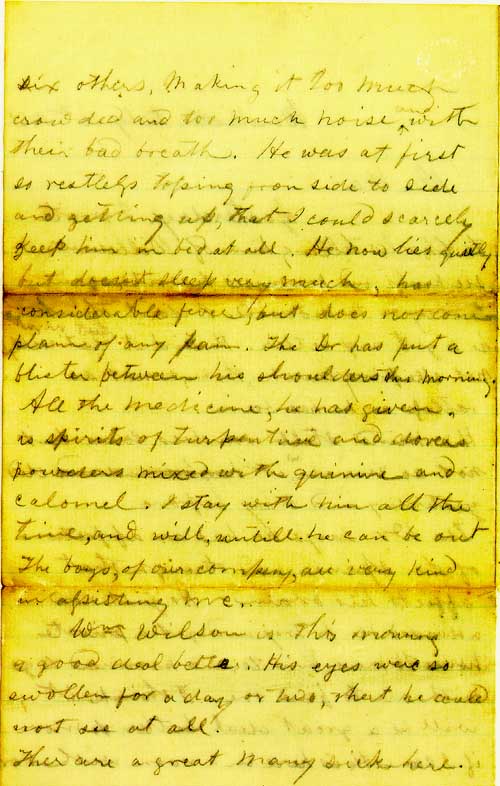 six others, making it too much
crowded and too much noise and with
their bad breath. He was at first
so restless tossing from side to side
and getting up, that I could scarcely
keep him in bed at all. He now lies quietly
but doesnt sleep very much, has
considerable fever, but does not com
plain of any pain. The Dr has put a
blister between his shoulders this morning.
All the medicine, he has given,
is spirits of turpentine and dovers
powders mixed with quinine and
calomel. I stay with him all the
time, and will, untill he can be out
The boys, of our company, are very kind
in assisting me.
Wm Wilson is this morning
a good deal better. His eyes were so
swollen for a day or two, that he could
not see at all.
Ther are a great many sick here.